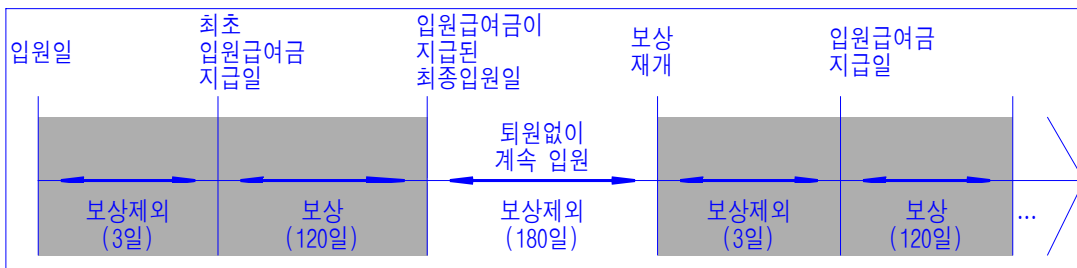 입원일
최초
입원급여금
지급일
입원급여금이
지급된
최종입원일
보상
재개
입원급여금
지급일
퇴원없이
계속 입원
보상제외
(3일)
보상
(120일)
보상제외
(180일)
보상제외
(3일)
보상
(120일)
...